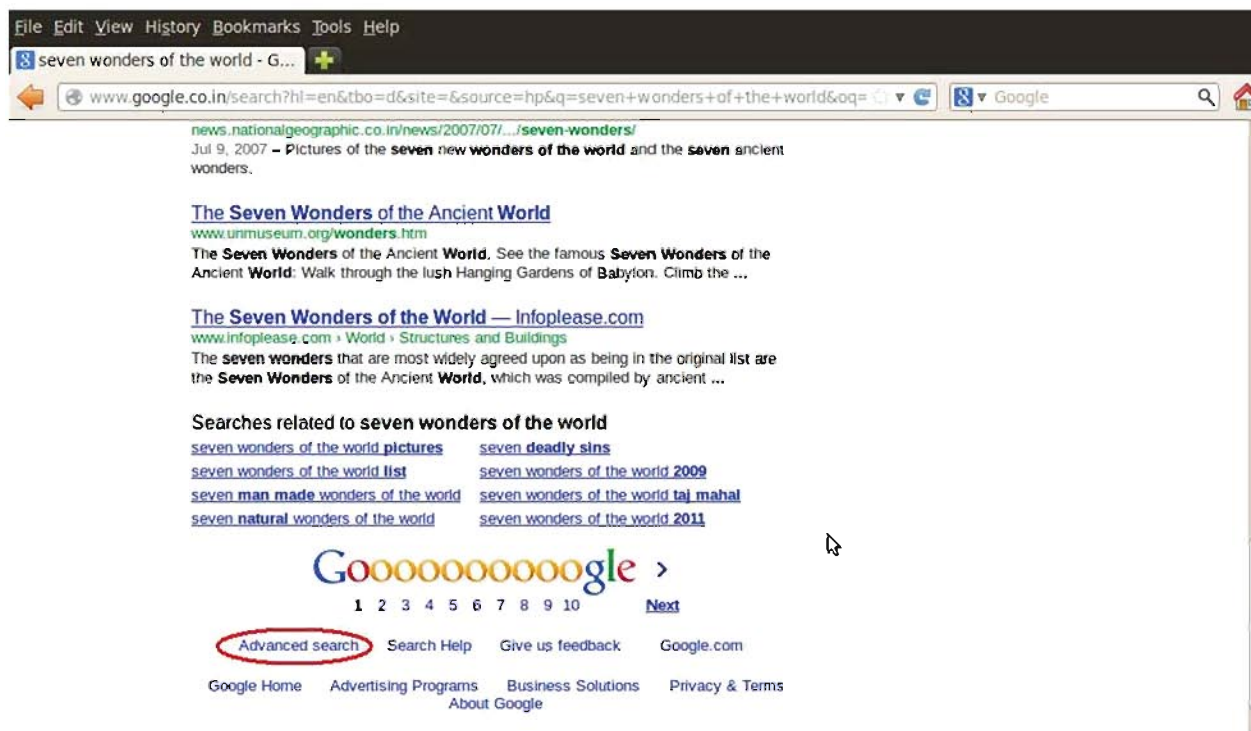 File Edit View History Bookmarks Tools Help
seven wonders of the world - G...
www.google.co.in/search?hl=en&tbo=d&site=&source=hp&q=seven+wonders+of+the+world&oq= Google
news.nationalgeographic.co.in/news/2007/07/.../seven-wonders/
Jul 9, 2007 – Pictures of the seven new wonders of the world and the seven ancient
wonders.
The Seven Wonders of the Ancient World
www.unmuseum.org/wonders.htm
The Seven Wonders of the Ancient World. See the famous Seven Wonders of the
Ancient World: Walk through the lush Hanging Gardens of Babylon. Climb the ...
The Seven Wonders of the World — Infoplease.com
www.infoplease.com › World › Structures and Buildings
The seven wonders that are most widely agreed upon as being in the original list are
the Seven Wonders of the Ancient World, which was compiled by ancient ...
Searches related to seven wonders of the world
seven wonders of the world pictures seven deadly sins
seven wonders of the world list seven wonders of the world 2009
seven man made wonders of the world seven wonders of the world taj mahal
seven natural wonders of the world seven wonders of the world 2011
Goooooooooogle >
1 2 3 4 5 6 7 8 9 10 Next
Advanced search Search Help Give us feedback Google.com
Google Home Advertising Programs Business Solutions Privacy & Terms
About Google